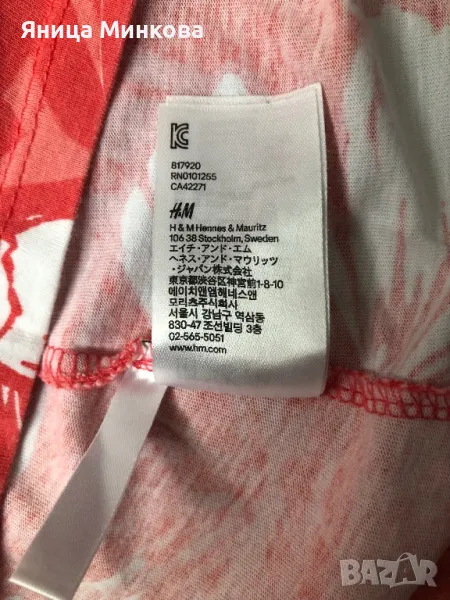 Яница Минкова
817920
RN0101255
CA42271
H&M
H & M Hennes & Mauritz
106 38 Stockholm, Sweden
エイチ・アンド・エム
ヘネス・アンド・マウリッツ
・ジャパン株式会社
東京都渋谷区神宮前1-8-10
에이치앤엠헤네스앤
모리츠주식회사
서울시 강남구 역삼동
830-47 조선빌딩 3층
02-565-5051
www.hm.com
BAZAR.BG